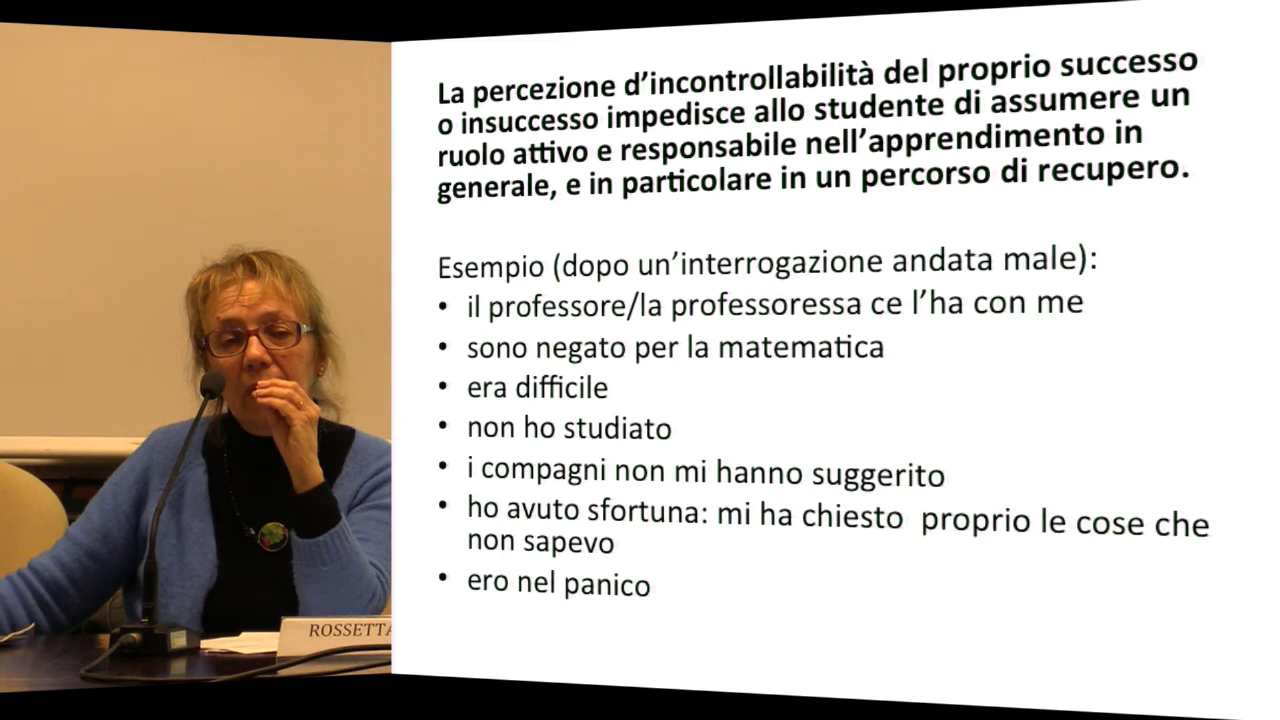 La percezione d’incontrollabilità del proprio successo
o insuccesso impedisce allo studente di assumere un
ruolo attivo e responsabile nell’apprendimento in
generale, e in particolare in un percorso di recupero.
Esempio (dopo un’interrogazione andata male):
• il professore/la professoressa ce l’ha con me
• sono negato per la matematica
• era difficile
• non ho studiato
• i compagni non mi hanno suggerito
• ho avuto sfortuna: mi ha chiesto proprio le cose che
non sapevo
• ero nel panico
ROSSETTA